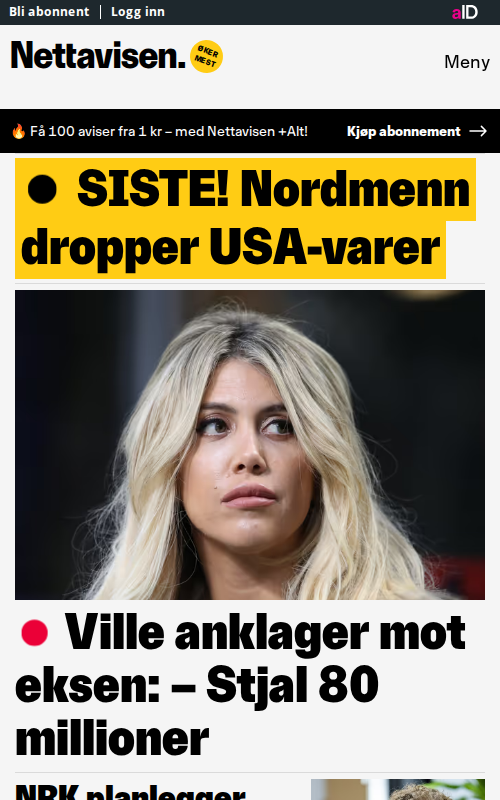 Bli abonnent | Logg inn
aID
Nettavisen.
ØKER
MEST
Meny
Få 100 aviser fra 1 kr – med Nettavisen +Alt!
Kjøp abonnement
SISTE! Nordmenn
dropper USA-varer
Ville anklager mot
eksen: – Stjal 80
millioner
NRK planlegger